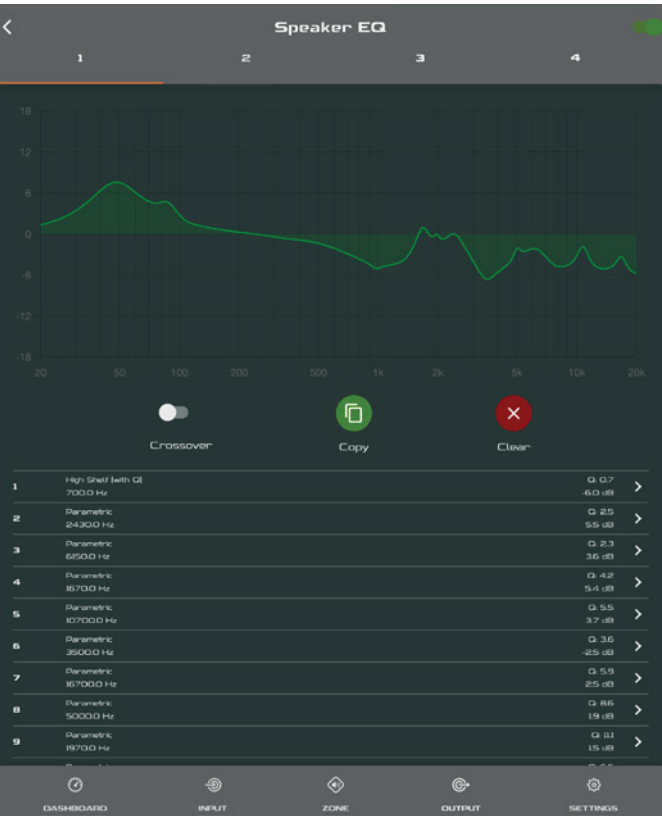 Speaker EQ
1 2 3 4
18
12
6
0
-6
-12
-18
20 50 100 200 500 1k 2k 5k 10k 20k
Crossover Copy Clear
1 High Shelf (with Q) Q: 0.7
700.0 Hz -6.0 dB
2 Parametric Q: 2.5
2430.0 Hz 5.5 dB
3 Parametric Q: 2.3
6150.0 Hz 3.6 dB
4 Parametric Q: 4.2
1670.0 Hz 5.4 dB
5 Parametric Q: 5.5
10700.0 Hz 3.7 dB
6 Parametric Q: 3.6
3500.0 Hz -2.5 dB
7 Parametric Q: 5.9
16700.0 Hz 2.5 dB
8 Parametric Q: 8.6
5000.0 Hz 1.9 dB
9 Parametric Q: 11.1
1970.0 Hz 1.5 dB
DASHBOARD INPUT ZONE OUTPUT SETTINGS